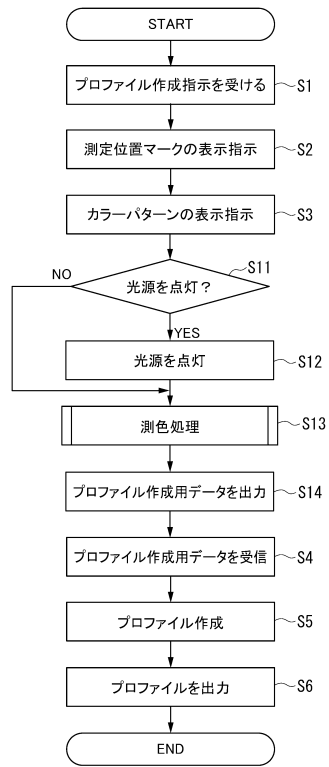 START
プロファイル作成指示を受ける
S1
測定位置マークの表示指示
S2
カラーパターンの表示指示
S3
S11
NO
光源を点灯？
YES
光源を点灯
S12
測色処理
S13
プロファイル作成用データを出力
S14
プロファイル作成用データを受信
S4
プロファイル作成
S5
プロファイルを出力
S6
END